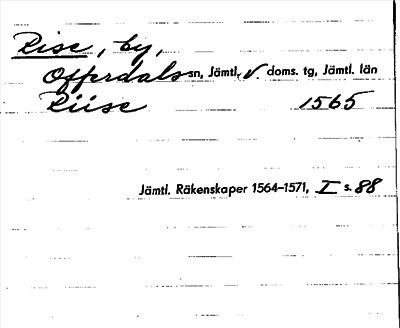 Rise, by,
Offerdals sn, Jämtl. v. doms. tg, Jämtl. län
Riise 1565
Jämtl. Räkenskaper 1564-1571, I s. 88